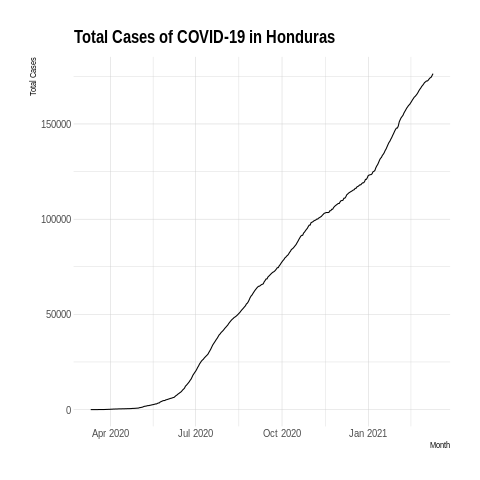 Total Cases of COVID-19 in Honduras
Total Cases
150000
100000
50000
0
Apr 2020 Jul 2020 Oct 2020 Jan 2021
Month